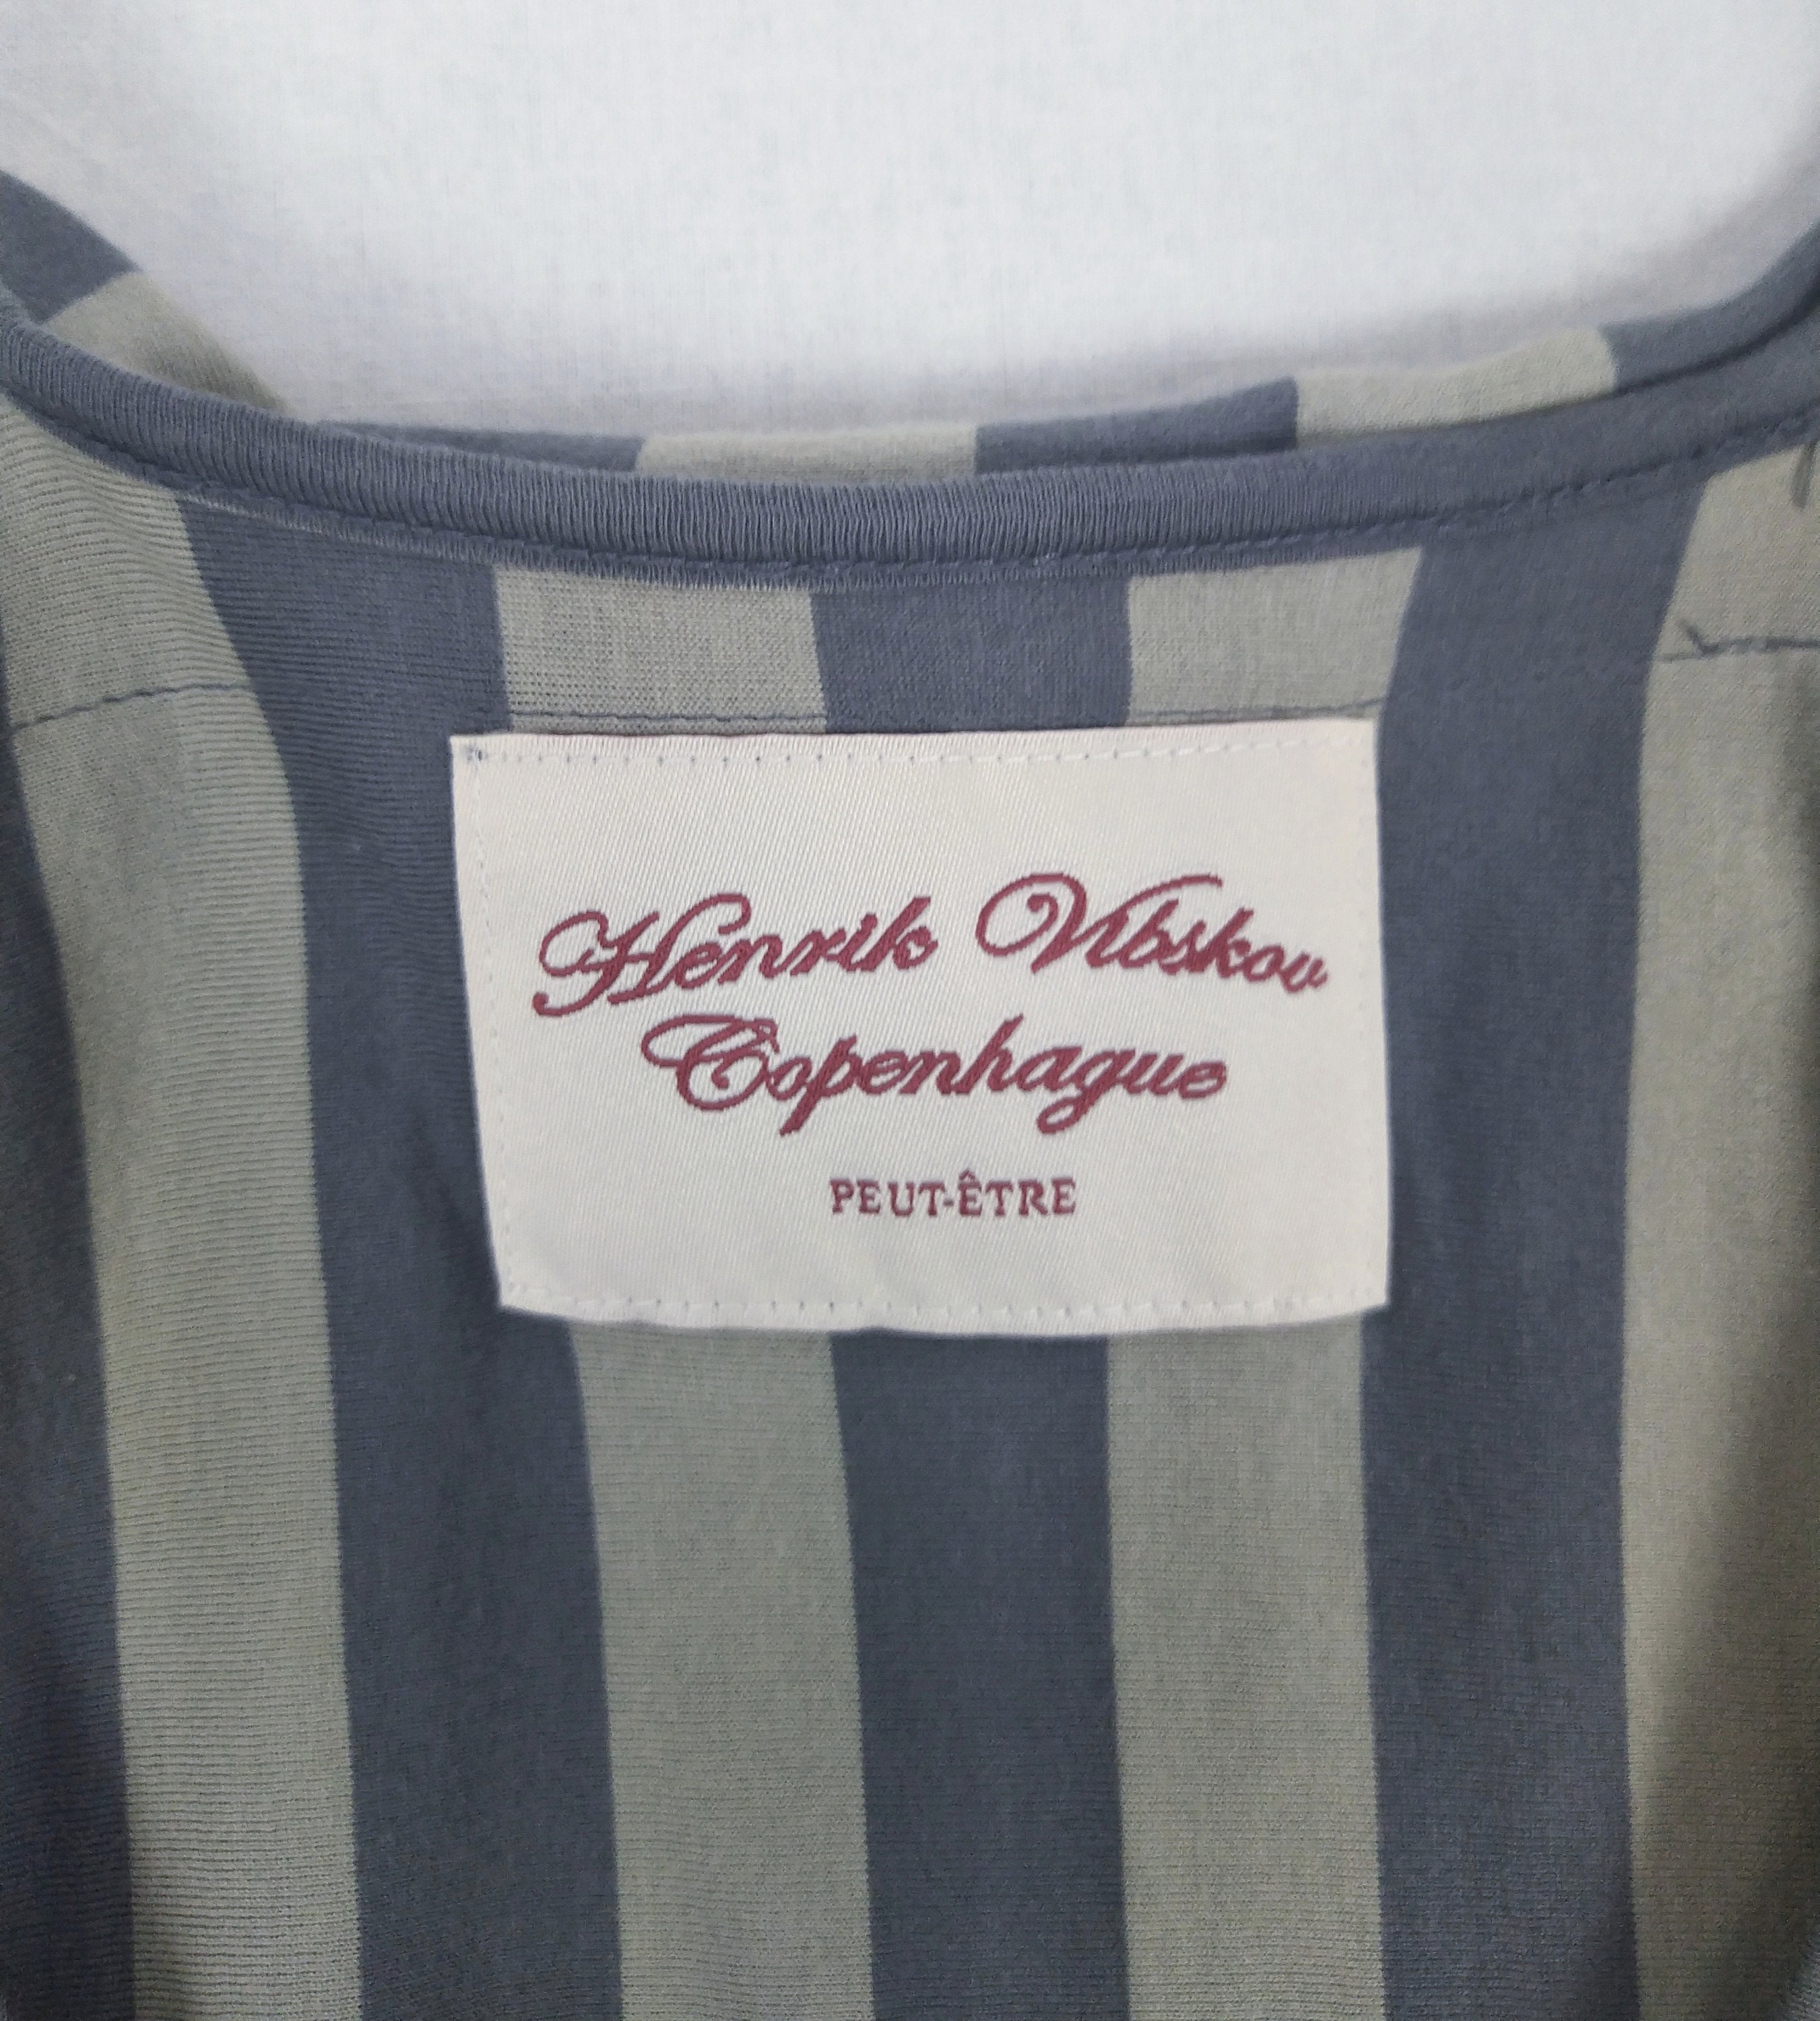 Henrik Vibskov
Copenhague
PEUT-ÊTRE